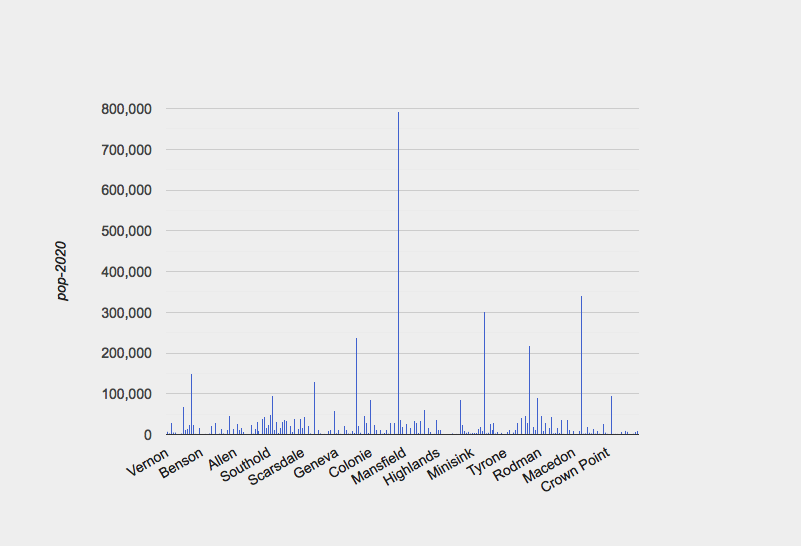 800,000
700,000
600,000
500,000
400,000
300,000
200,000
100,000
0
pop-2020
Vernon
Benson
Allen
Southold
Scarsdale
Geneva
Colonie
Mansfield
Highlands
Minisink
Tyrone
Rodman
Macedon
Crown Point